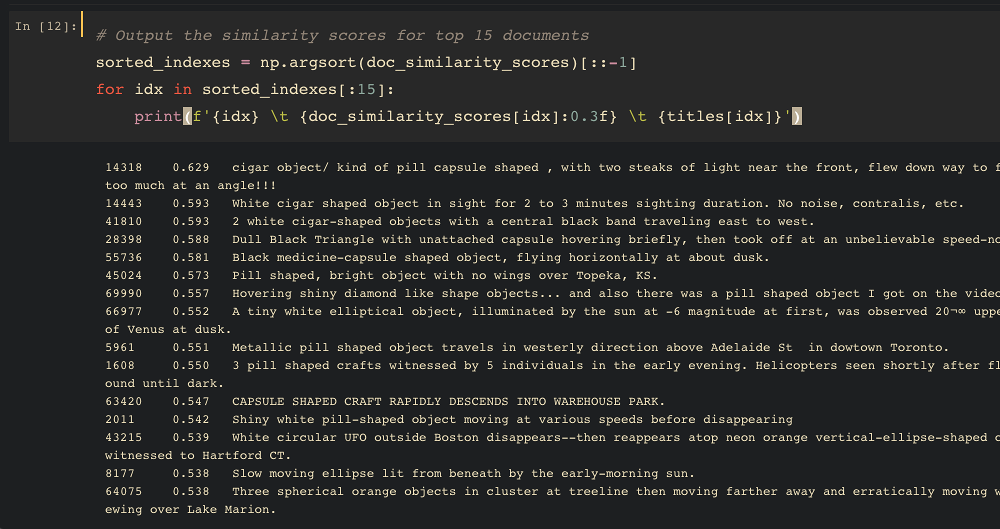 In [12]:
# Output the similarity scores for top 15 documents
sorted_indexes = np.argsort(doc_similarity_scores)[::-1]
for idx in sorted_indexes[:15]:
    print(f'{idx} \t {doc_similarity_scores[idx]:0.3f} \t {titles[idx]}')
14318 0.629 cigar object/ kind of pill capsule shaped , with two steaks of light near the front, flew down way to
too much at an angle!!!
14443 0.593 White cigar shaped object in sight for 2 to 3 minutes sighting duration. No noise, contralis, etc.
41810 0.593 2 white cigar-shaped objects with a central black band traveling east to west.
28398 0.588 Dull Black Triangle with unattached capsule hovering briefly, then took off at an unbelievable speed-no
55736 0.581 Black medicine-capsule shaped object, flying horizontally at about dusk.
45024 0.573 Pill shaped, bright object with no wings over Topeka, KS.
69990 0.557 Hovering shiny diamond like shape objects... and also there was a pill shaped object I got on the video
66977 0.552 A tiny white elliptical object, illuminated by the sun at -6 magnitude at first, was observed 20¬∞ uppe
of Venus at dusk.
5961 0.551 Metallic pill shaped object travels in westerly direction above Adelaide St  in dowtown Toronto.
1608 0.550 3 pill shaped crafts witnessed by 5 individuals in the early evening. Helicopters seen shortly after fl
ound until dark.
63420 0.547 CAPSULE SHAPED CRAFT RAPIDLY DESCENDS INTO WAREHOUSE PARK.
2011 0.542 Shiny white pill-shaped object moving at various speeds before disappearing
43215 0.539 White circular UFO outside Boston disappears--then reappears atop neon orange vertical-ellipse-shaped
witnessed to Hartford CT.
8177 0.538 Slow moving ellipse lit from beneath by the early-morning sun.
64075 0.538 Three spherical orange objects in cluster at treeline then moving farther away and erratically moving
ewing over Lake Marion.